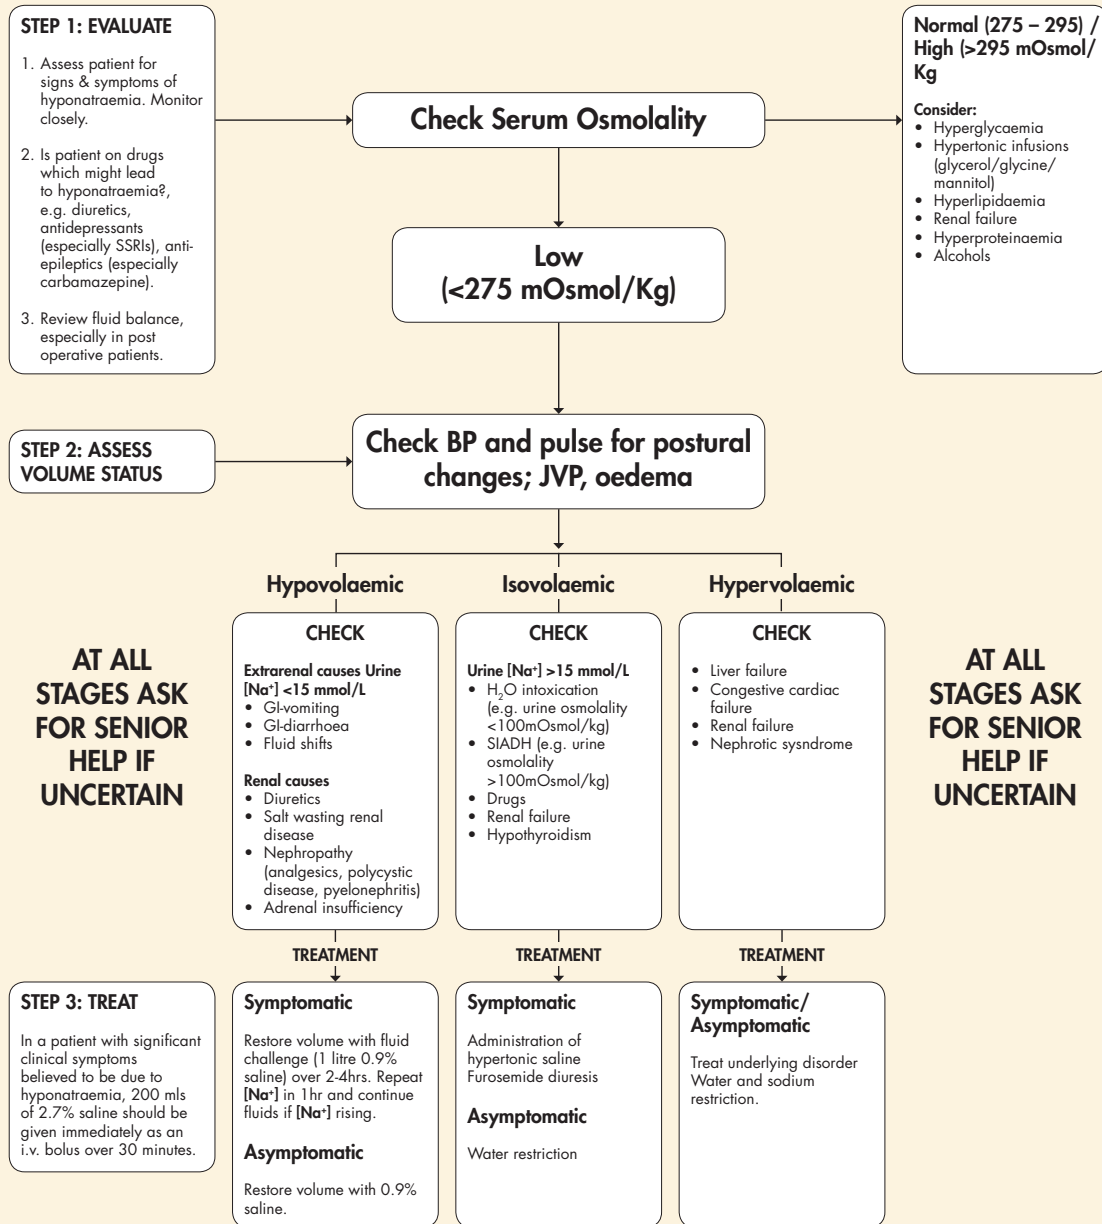 STEP 1: EVALUATE
1. Assess patient for
signs & symptoms of
hyponatraemia. Monitor
closely.
2. Is patient on drugs
which might lead
to hyponatraemia?,
e.g. diuretics,
antidepressants
(especially SSRIs), anti-
epileptics (especially
carbamazepine).
3. Review fluid balance,
especially in post
operative patients.
Check Serum Osmolality
Normal (275 – 295) /
High (>295 mOsmol/
Kg
Consider:
• Hyperglycaemia
• Hypertonic infusions
(glycerol/glycine/
mannitol)
• Hyperlipidaemia
• Renal failure
• Hyperproteinaemia
• Alcohols
Low
(<275 mOsmol/Kg)
STEP 2: ASSESS
VOLUME STATUS
Check BP and pulse for postural
changes; JVP, oedema
AT ALL
STAGES ASK
FOR SENIOR
HELP IF
UNCERTAIN
Hypovolaemic
CHECK
Extrarenal causes Urine
[Na⁺] <15 mmol/L
• GI-vomiting
• GI-diarrhoea
• Fluid shifts
Renal causes
• Diuretics
• Salt wasting renal
disease
• Nephropathy
(analgesics, polycystic
disease, pyelonephritis)
• Adrenal insufficiency
Isovolaemic
CHECK
Urine [Na⁺] >15 mmol/L
• H₂O intoxication
(e.g. urine osmolality
<100mOsmol/kg)
• SIADH (e.g. urine
osmolality
>100mOsmol/kg)
• Drugs
• Renal failure
• Hypothyroidism
Hypervolaemic
CHECK
• Liver failure
• Congestive cardiac
failure
• Renal failure
• Nephrotic sysndrome
AT ALL
STAGES ASK
FOR SENIOR
HELP IF
UNCERTAIN
TREATMENT
TREATMENT
TREATMENT
STEP 3: TREAT
In a patient with significant
clinical symptoms
believed to be due to
hyponatraemia, 200 mls
of 2.7% saline should be
given immediately as an
i.v. bolus over 30 minutes.
Symptomatic
Restore volume with fluid
challenge (1 litre 0.9%
saline) over 2-4hrs. Repeat
[Na⁺] in 1hr and continue
fluids if [Na⁺] rising.
Asymptomatic
Restore volume with 0.9%
saline.
Symptomatic
Administration of
hypertonic saline
Furosemide diuresis
Asymptomatic
Water restriction
Symptomatic/
Asymptomatic
Treat underlying disorder
Water and sodium
restriction.